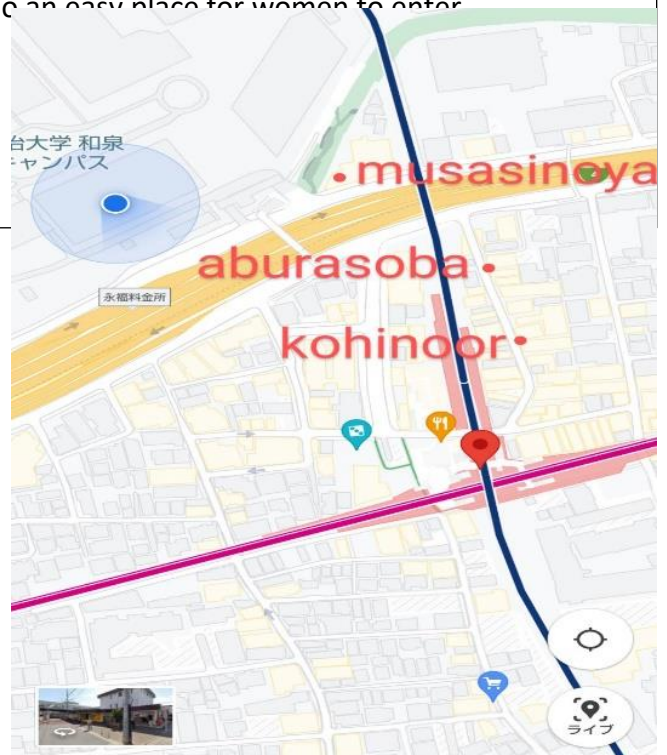 o an easy place for women to enter
治大学 和泉
ャンパス
musasinoya
aburasoba
永福料金所
kohinoor
ライブ